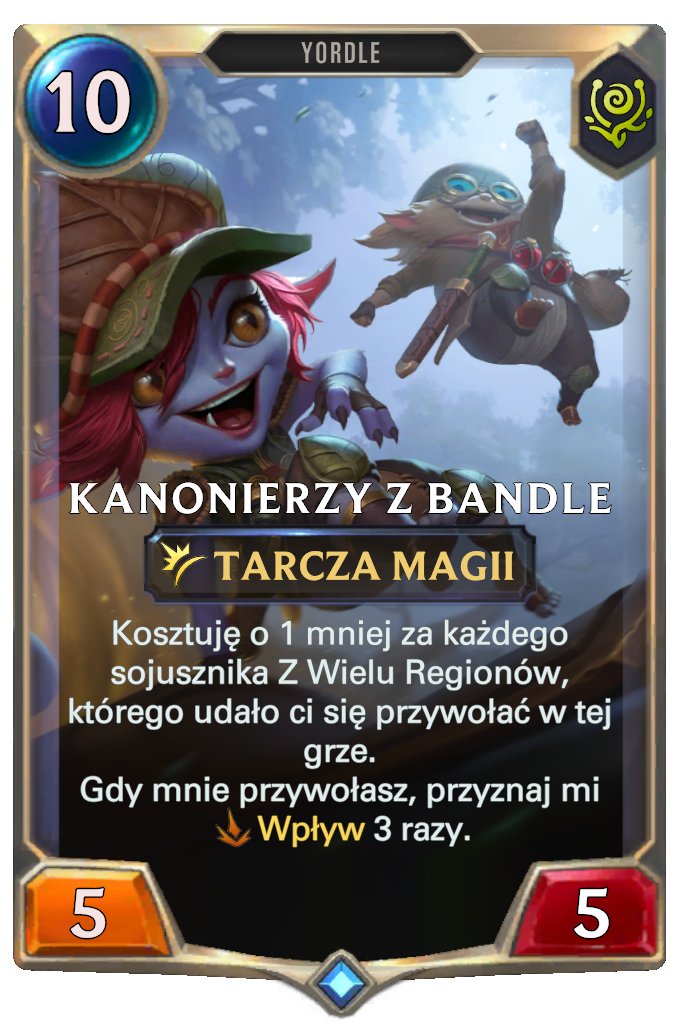 YORDLE
10
KANONIERZY Z BANDLE
TARCZA MAGII
Kosztuję o 1 mniej za każdego
sojusznika Z Wielu Regionów,
którego udało ci się przywołać w tej
grze.
Gdy mnie przywołasz, przyznaj mi
Wpływ 3 razy.
5
5